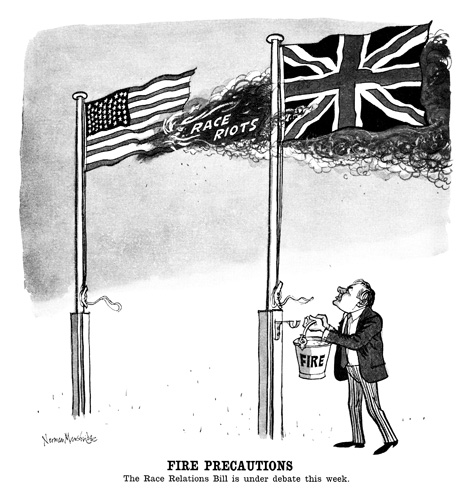 RACE
RIOTS
FIRE
Norman Mansbridge
FIRE PRECAUTIONS
The Race Relations Bill is under debate this week.